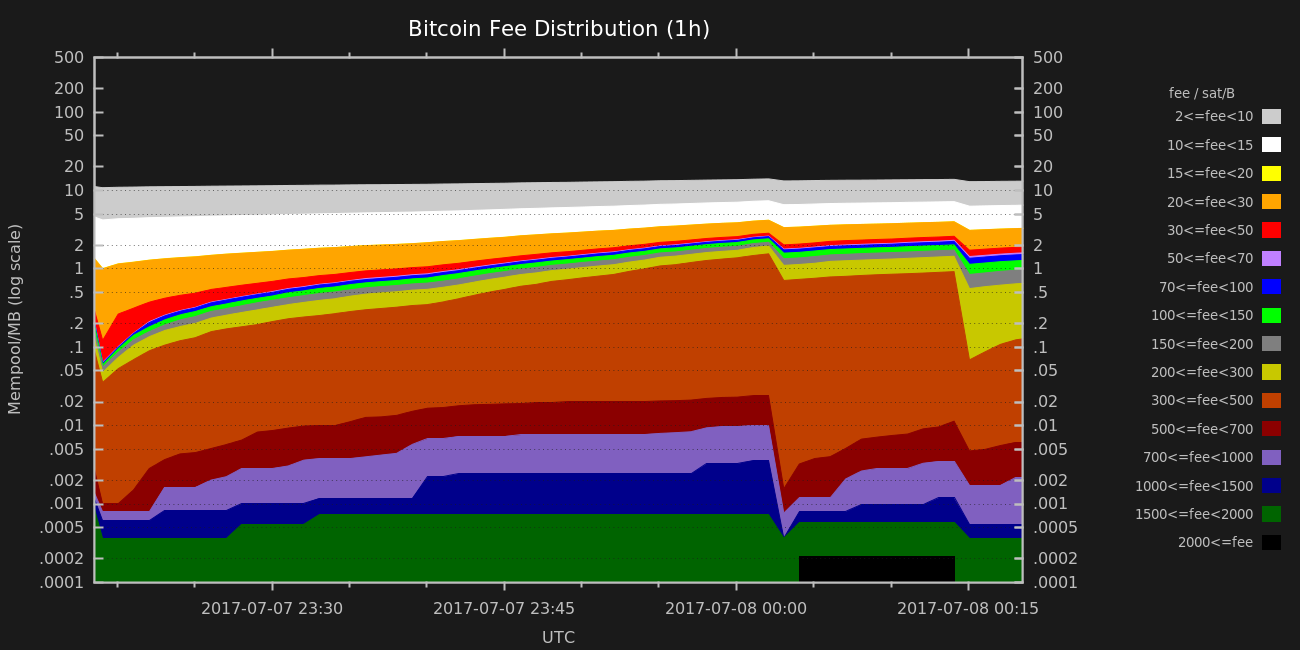 Bitcoin Fee Distribution (1h)
500
200
100
50
20
10
5
2
1
.5
.2
.1
.05
.02
.01
.005
.002
.001
.0005
.0002
.0001
Mempool/MB (log scale)
500
200
100
50
20
10
5
2
1
.5
.2
.1
.05
.02
.01
.005
.002
.001
.0005
.0002
.0001
2017-07-07 23:30
2017-07-07 23:45
2017-07-08 00:00
2017-07-08 00:15
UTC
fee / sat/B
2<=fee<10
10<=fee<15
15<=fee<20
20<=fee<30
30<=fee<50
50<=fee<70
70<=fee<100
100<=fee<150
150<=fee<200
200<=fee<300
300<=fee<500
500<=fee<700
700<=fee<1000
1000<=fee<1500
1500<=fee<2000
2000<=fee